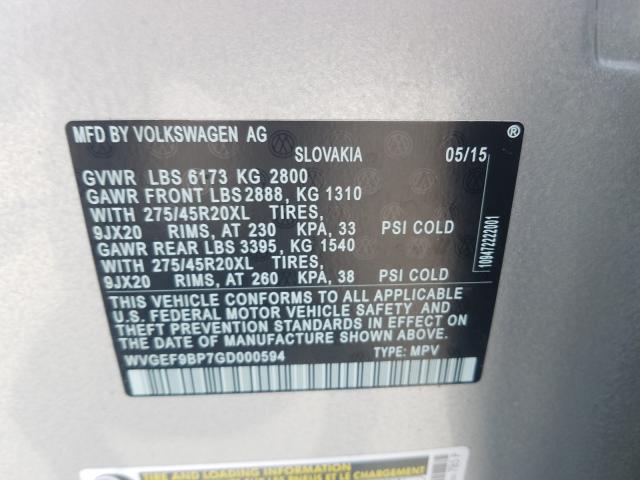 MFD BY VOLKSWAGEN AG ®
SLOVAKIA 05/15
GVWR LBS 6173 KG 2800
GAWR FRONT LBS 2888, KG 1310
WITH 275/45R20XL TIRES,
9JX20 RIMS, AT 230 KPA, 33 PSI COLD
GAWR REAR LBS 3395, KG 1540
WITH 275/45R20XL TIRES,
9JX20 RIMS, AT 260 KPA, 38 PSI COLD
THIS VEHICLE CONFORMS TO ALL APPLICABLE
U.S. FEDERAL MOTOR VEHICLE SAFETY, BUMPER, AND
THEFT PREVENTION STANDARDS IN EFFECT ON
THE DATE OF MANUFACTURE SHOWN ABOVE.
WVGEF9BP7GD000594 TYPE: MPV
109472222001
TIRE AND LOADING INFORMATION